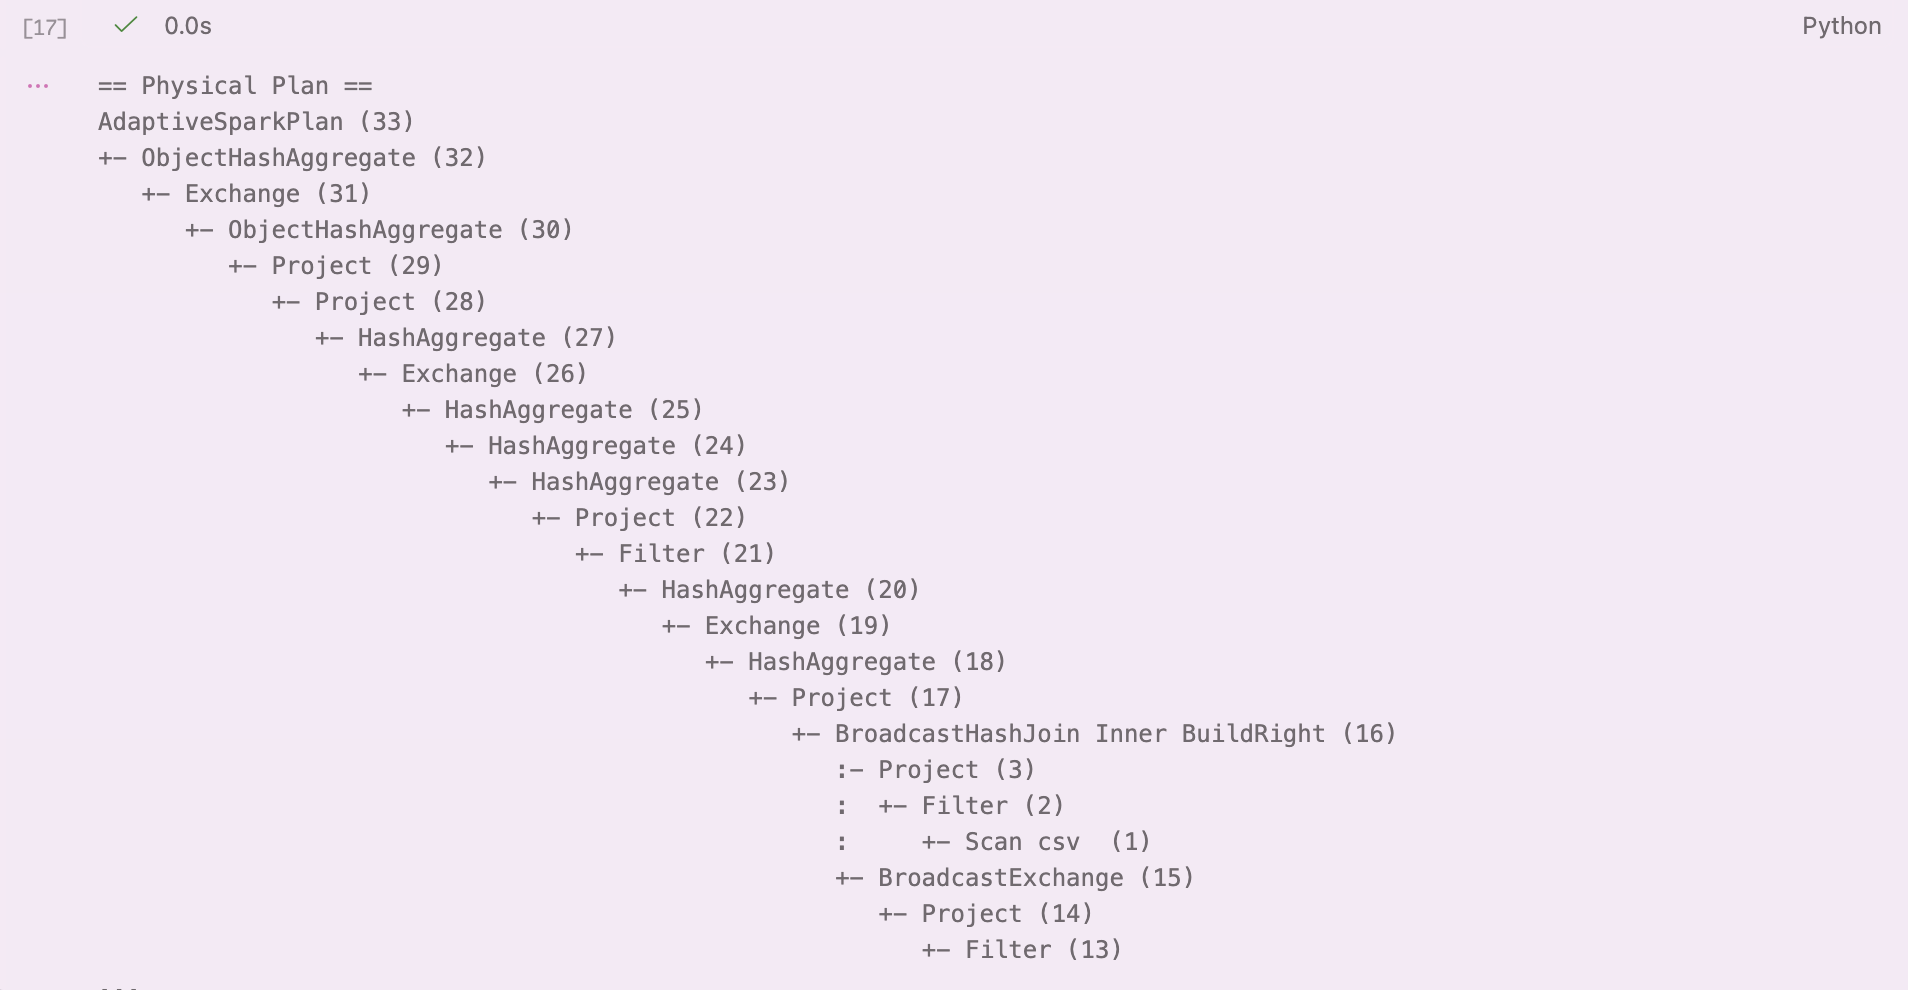 [17] ✓ 0.0s Python
... == Physical Plan ==
AdaptiveSparkPlan (33)
+- ObjectHashAggregate (32)
   +- Exchange (31)
      +- ObjectHashAggregate (30)
         +- Project (29)
            +- Project (28)
               +- HashAggregate (27)
                  +- Exchange (26)
                     +- HashAggregate (25)
                        +- HashAggregate (24)
                           +- HashAggregate (23)
                              +- Project (22)
                                 +- Filter (21)
                                    +- HashAggregate (20)
                                       +- Exchange (19)
                                          +- HashAggregate (18)
                                             +- Project (17)
                                                +- BroadcastHashJoin Inner BuildRight (16)
                                                   :- Project (3)
                                                   :  +- Filter (2)
                                                   :     +- Scan csv  (1)
                                                   +- BroadcastExchange (15)
                                                      +- Project (14)
                                                         +- Filter (13)